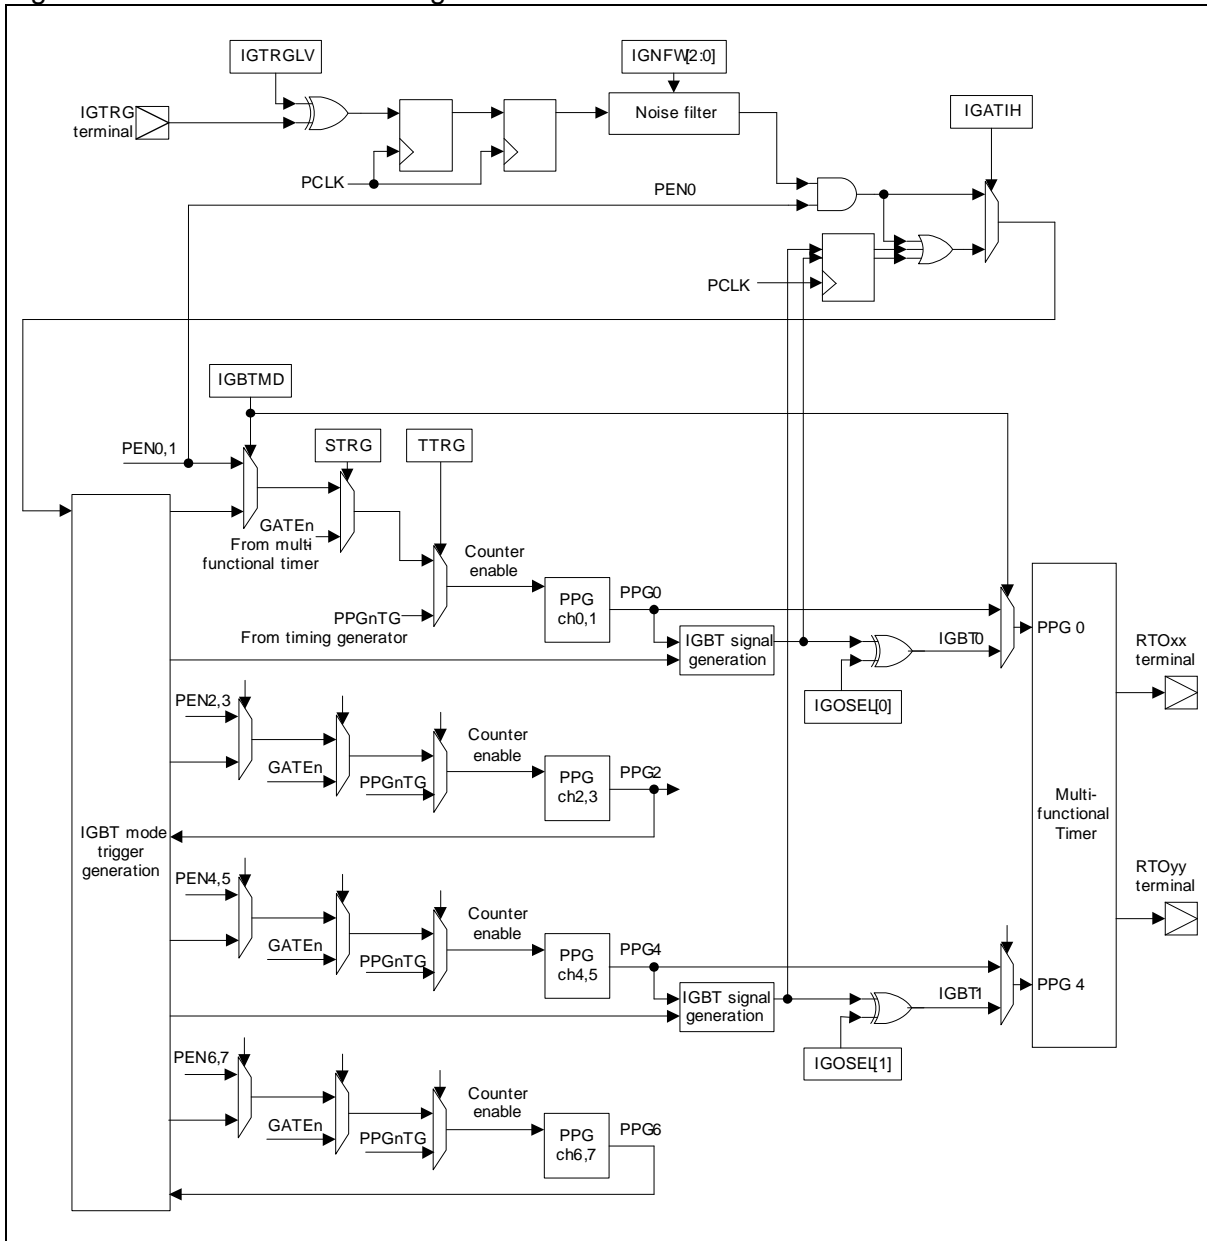 IGTRGLV
IGNFW[2:0]
IGTRG
terminal
Noise filter
IGATIH
PCLK
PEN0
PCLK
IGBTMD
PEN0,1
STRG
TTRG
GATEn
From multi-
functional timer
Counter
enable
PPGnTG
From timing generator
PPG
ch0,1
PPG0
IGBT signal
generation
IGBT0
IGOSEL[0]
PPG 0
RTOxx
terminal
PEN2,3
GATEn
PPGnTG
Counter
enable
PPG
ch2,3
PPG2
Multi-
functional
Timer
IGBT mode
trigger
generation
PEN4,5
GATEn
PPGnTG
Counter
enable
PPG
ch4,5
PPG4
IGBT signal
generation
IGBT1
IGOSEL[1]
PPG 4
RTOyy
terminal
PEN6,7
GATEn
PPGnTG
Counter
enable
PPG
ch6,7
PPG6